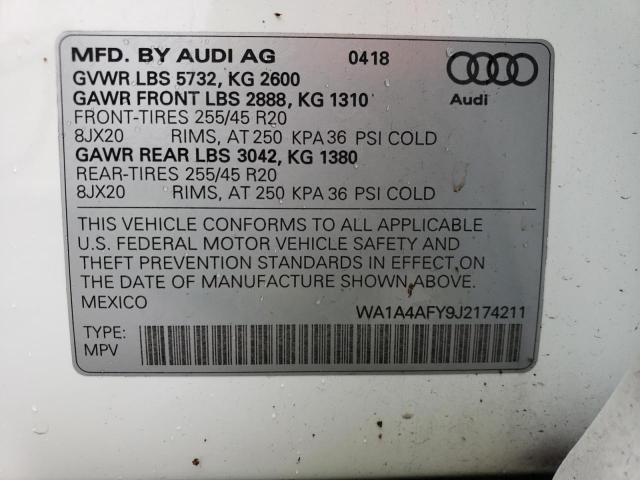 MFD. BY AUDI AG 0418
GVWR LBS 5732, KG 2600
GAWR FRONT LBS 2888, KG 1310
Audi
FRONT-TIRES 255/45 R20
8JX20 RIMS, AT 250 KPA 36 PSI COLD
GAWR REAR LBS 3042, KG 1380
REAR-TIRES 255/45 R20
8JX20 RIMS, AT 250 KPA 36 PSI COLD
THIS VEHICLE CONFORMS TO ALL APPLICABLE
U.S. FEDERAL MOTOR VEHICLE SAFETY AND
THEFT PREVENTION STANDARDS IN EFFECT ON
THE DATE OF MANUFACTURE SHOWN ABOVE.
MEXICO WA1A4AFY9J2174211
TYPE:
MPV